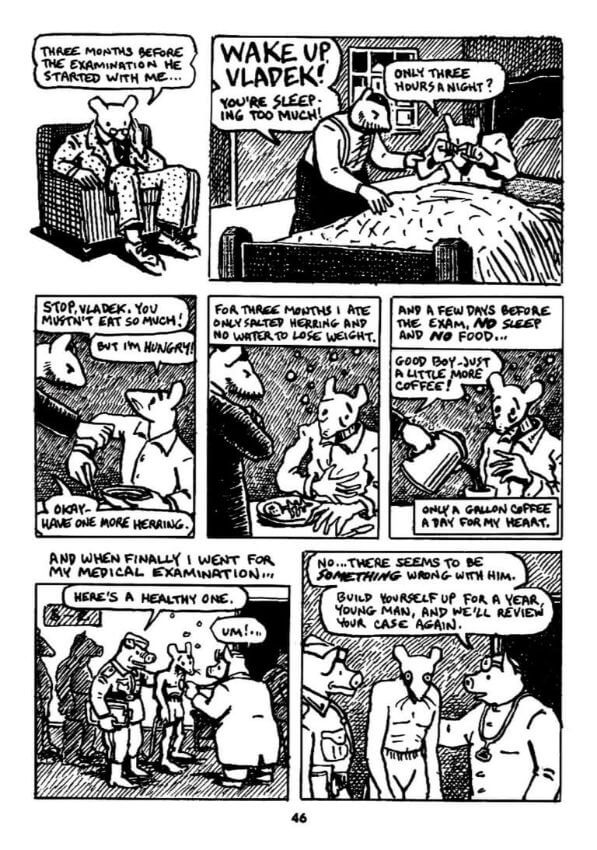 THREE MONTHS BEFORE
THE EXAMINATION HE
STARTED WITH ME...
WAKE UP,
VLADEK!
YOU'RE SLEEP-
ING TOO MUCH!
ONLY THREE
HOURS A NIGHT?
STOP, VLADEK. YOU
MUSTN'T EAT SO MUCH!
BUT I'M HUNGRY!
OKAY-
HAVE ONE MORE HERRING.
FOR THREE MONTHS I ATE
ONLY SALTED HERRING AND
NO WATER TO LOSE WEIGHT.
AND A FEW DAYS BEFORE
THE EXAM, NO SLEEP
AND NO FOOD...
GOOD BOY-JUST
A LITTLE MORE
COFFEE!
ONLY A GALLON COFFEE
A DAY FOR MY HEART.
AND WHEN FINALLY I WENT FOR
MY MEDICAL EXAMINATION...
HERE'S A HEALTHY ONE.
UM!...
NO...THERE SEEMS TO BE
SOMETHING WRONG WITH HIM.
BUILD YOURSELF UP FOR A YEAR,
YOUNG MAN, AND WE'LL REVIEW
YOUR CASE AGAIN.
46